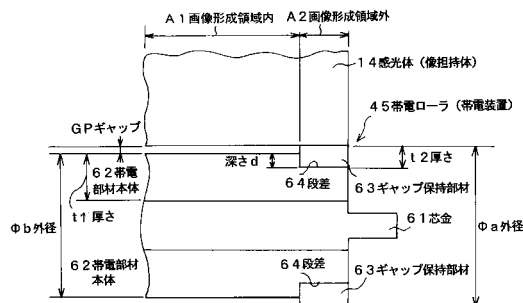 A1画像形成領域内
A2画像形成領域外
14感光体(像担持体)
45帯電ローラ(帯電装置)
GPギャップ
深さd
t2厚さ
62帯電
部材本体
64段差
63ギャップ保持部材
t1厚さ
Φb外径
61芯金
Φa外径
62帯電部材
本体
64段差
63ギャップ保持部材